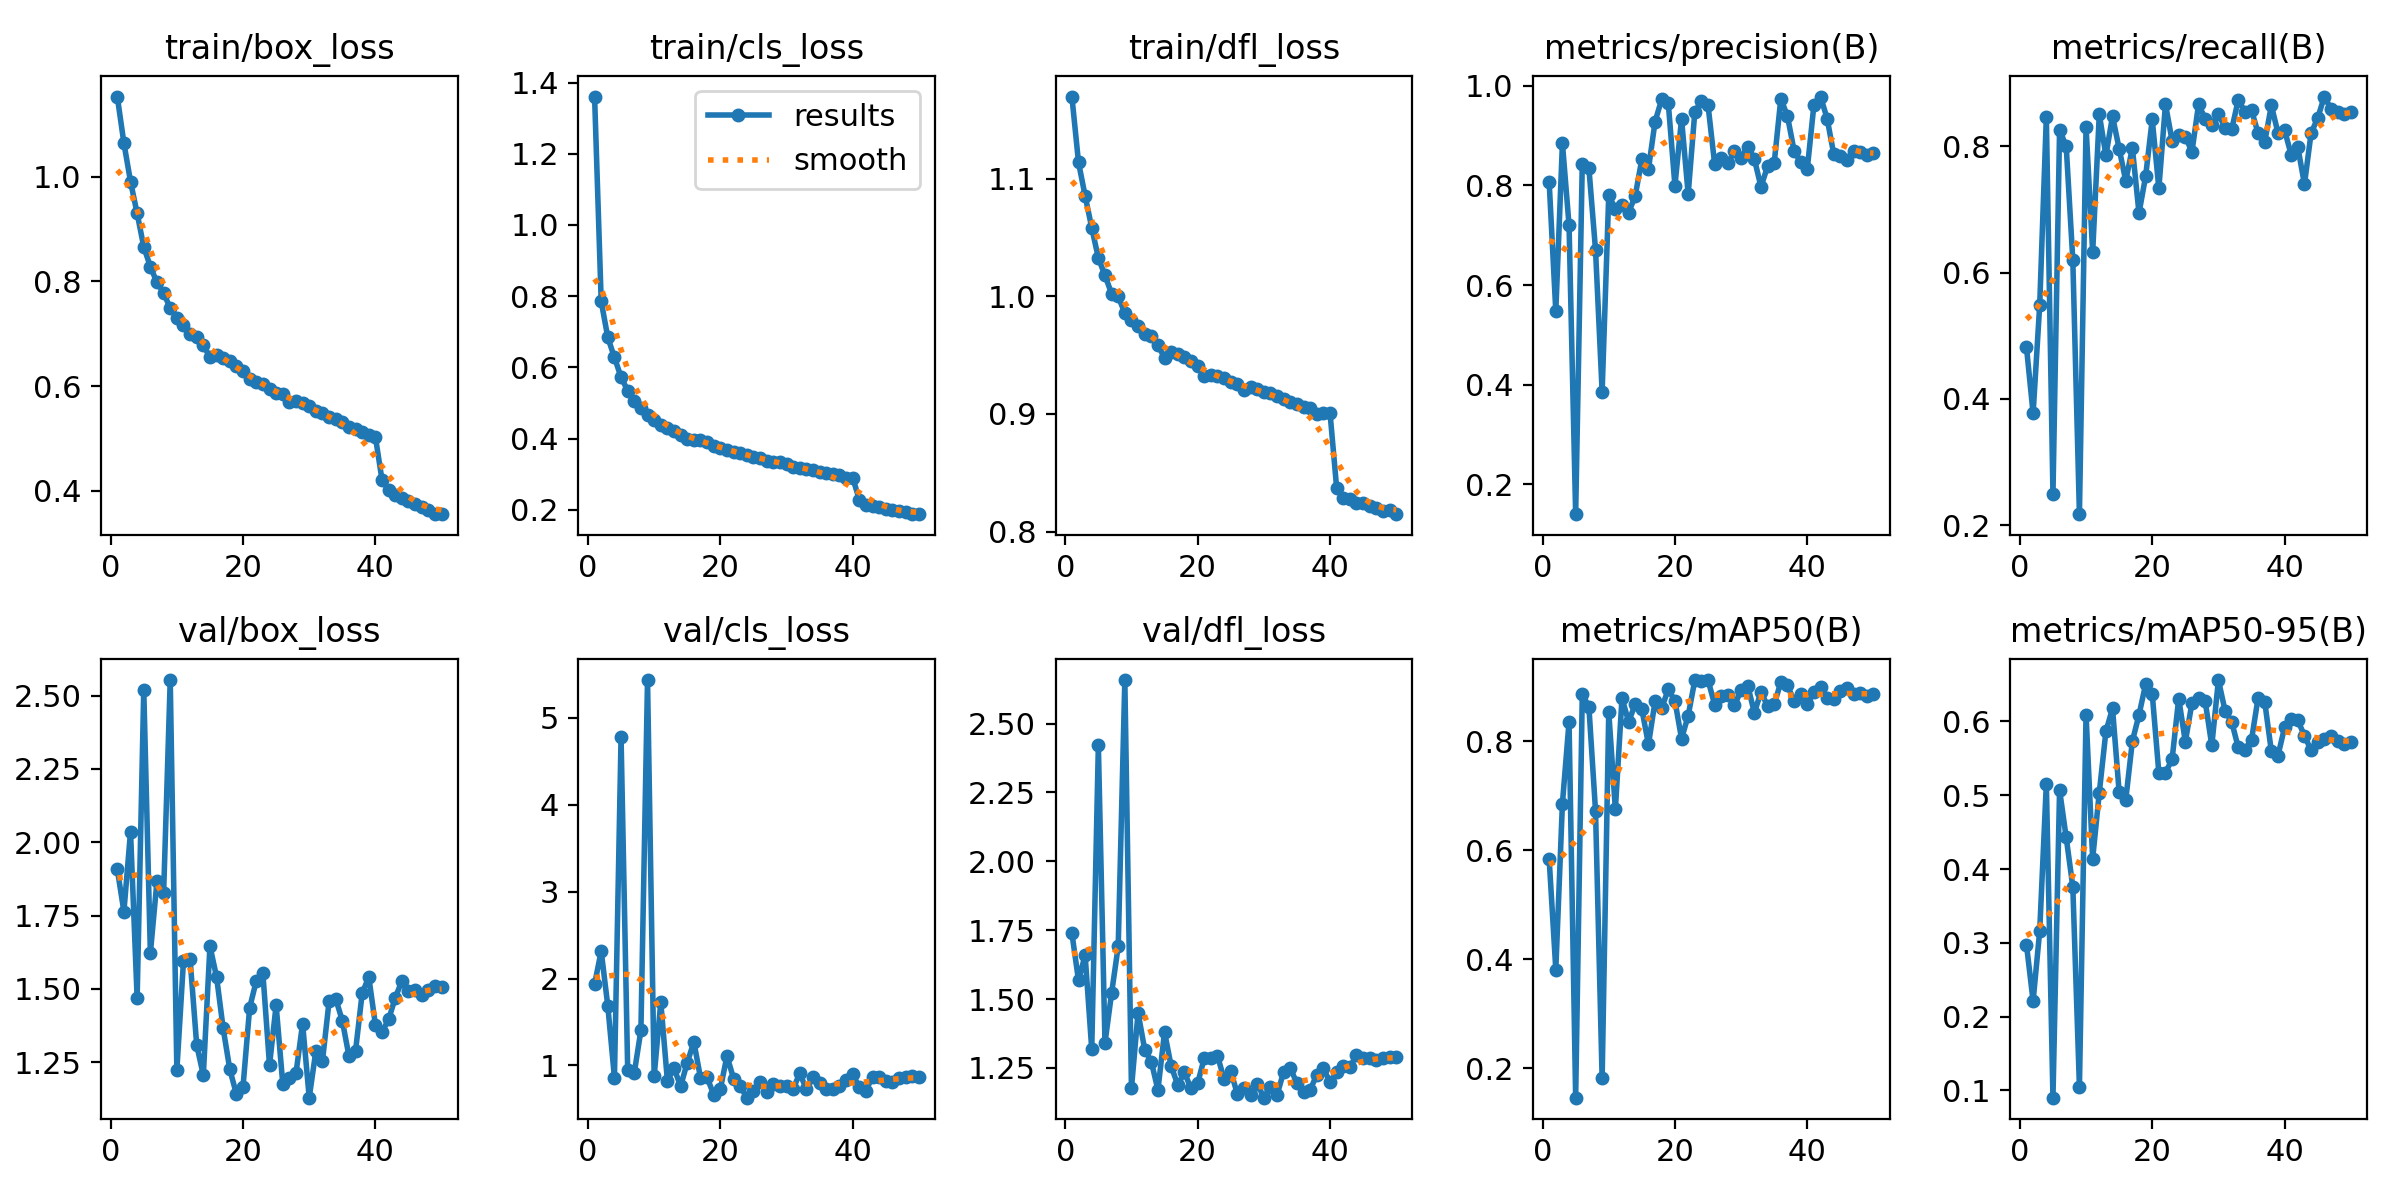 train/box_loss
train/cls_loss
train/dfl_loss
metrics/precision(B)
metrics/recall(B)
1.0
0.8
0.6
0.4
0 20 40
1.4
1.2
1.0
0.8
0.6
0.4
0.2
0 20 40
results
smooth
1.1
1.0
0.9
0.8
0 20 40
1.0
0.8
0.6
0.4
0.2
0 20 40
0.8
0.6
0.4
0.2
0 20 40
val/box_loss
val/cls_loss
val/dfl_loss
metrics/mAP50(B)
metrics/mAP50-95(B)
2.50
2.25
2.00
1.75
1.50
1.25
0 20 40
5
4
3
2
1
0 20 40
2.50
2.25
2.00
1.75
1.50
1.25
0 20 40
0.8
0.6
0.4
0.2
0 20 40
0.6
0.5
0.4
0.3
0.2
0.1
0 20 40